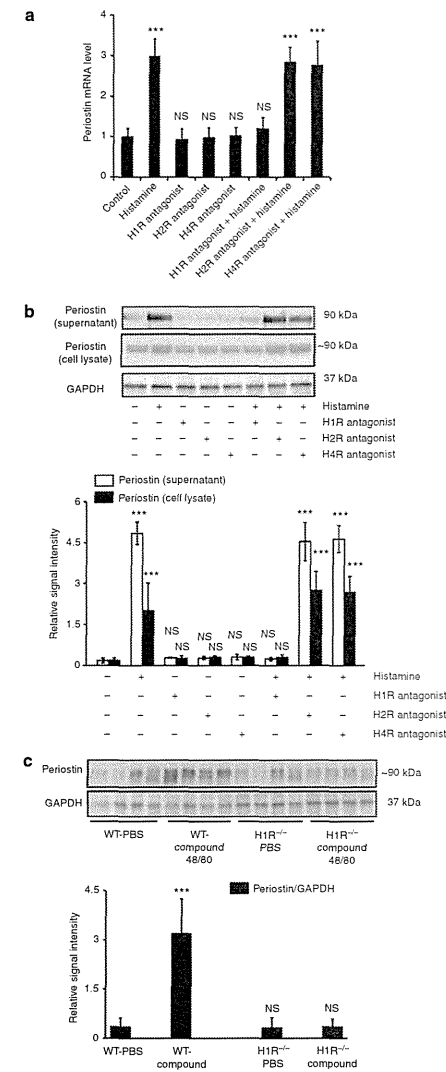 a
Periostin mRNA level
4
3
2
1
0
***
NS
NS
NS
NS
***
***
Control
Histamine
H1R antagonist
H2R antagonist
H4R antagonist
H1R antagonist + histamine
H2R antagonist + histamine
H4R antagonist + histamine
b
Periostin (supernatant)
90 kDa
Periostin (cell lysate)
~90 kDa
GAPDH
37 kDa
– + – – – + + + Histamine
– – + – – + – – H1R antagonist
– – – + – – + – H2R antagonist
– – – – + – – + H4R antagonist
Periostin (supernatant)
Periostin (cell lysate)
Relative signal intensity
6
4.5
3
1.5
0
***
***
NS
NS
NS
NS
NS
NS
NS
NS
***
***
***
***
– + – – – + + + Histamine
– – + – – + – – H1R antagonist
– – – + – – + – H2R antagonist
– – – – + – – + H4R antagonist
c
Periostin
~90 kDa
GAPDH
37 kDa
WT-PBS
WT-
compound
48/80
H1R–/–
PBS
H1R–/–
compound
48/80
Relative signal intensity
4.5
3
1.5
0
Periostin/GAPDH
***
NS
NS
WT-PBS
WT-
compound
H1R–/–
PBS
H1R–/–
compound